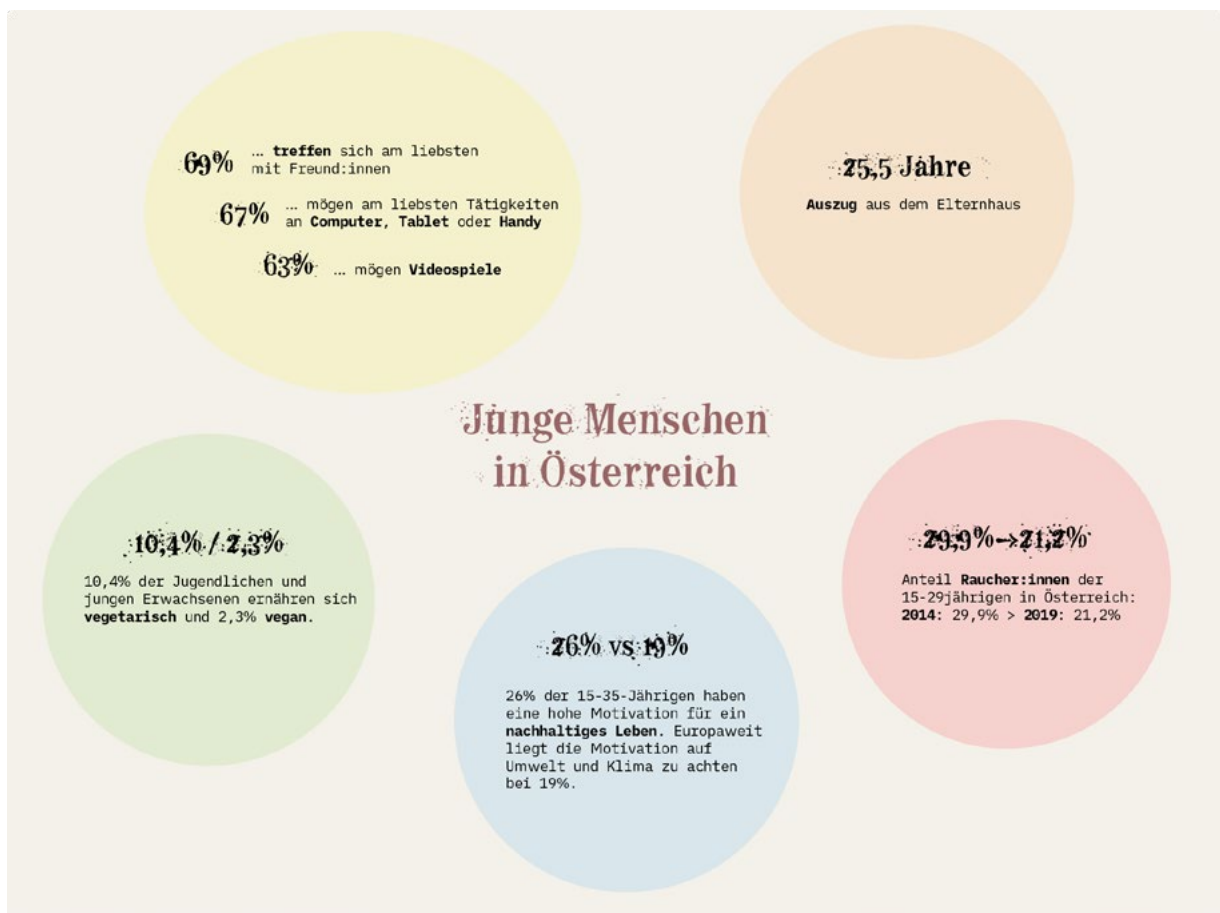 69% … treffen sich am liebsten
mit Freund:innen
67% … mögen am liebsten Tätigkeiten
an Computer, Tablet oder Handy
63% … mögen Videospiele
25,5 Jahre
Auszug aus dem Elternhaus
Junge Menschen
in Österreich
10,4% / 2,3%
10,4% der Jugendlichen und
jungen Erwachsenen ernähren sich
vegetarisch und 2,3% vegan.
26% vs 19%
26% der 15-35-Jährigen haben
eine hohe Motivation für ein
nachhaltiges Leben. Europaweit
liegt die Motivation auf
Umwelt und Klima zu achten
bei 19%.
29,9%→21,2%
Anteil Raucher:innen der
15-29jährigen in Österreich:
2014: 29,9% > 2019: 21,2%